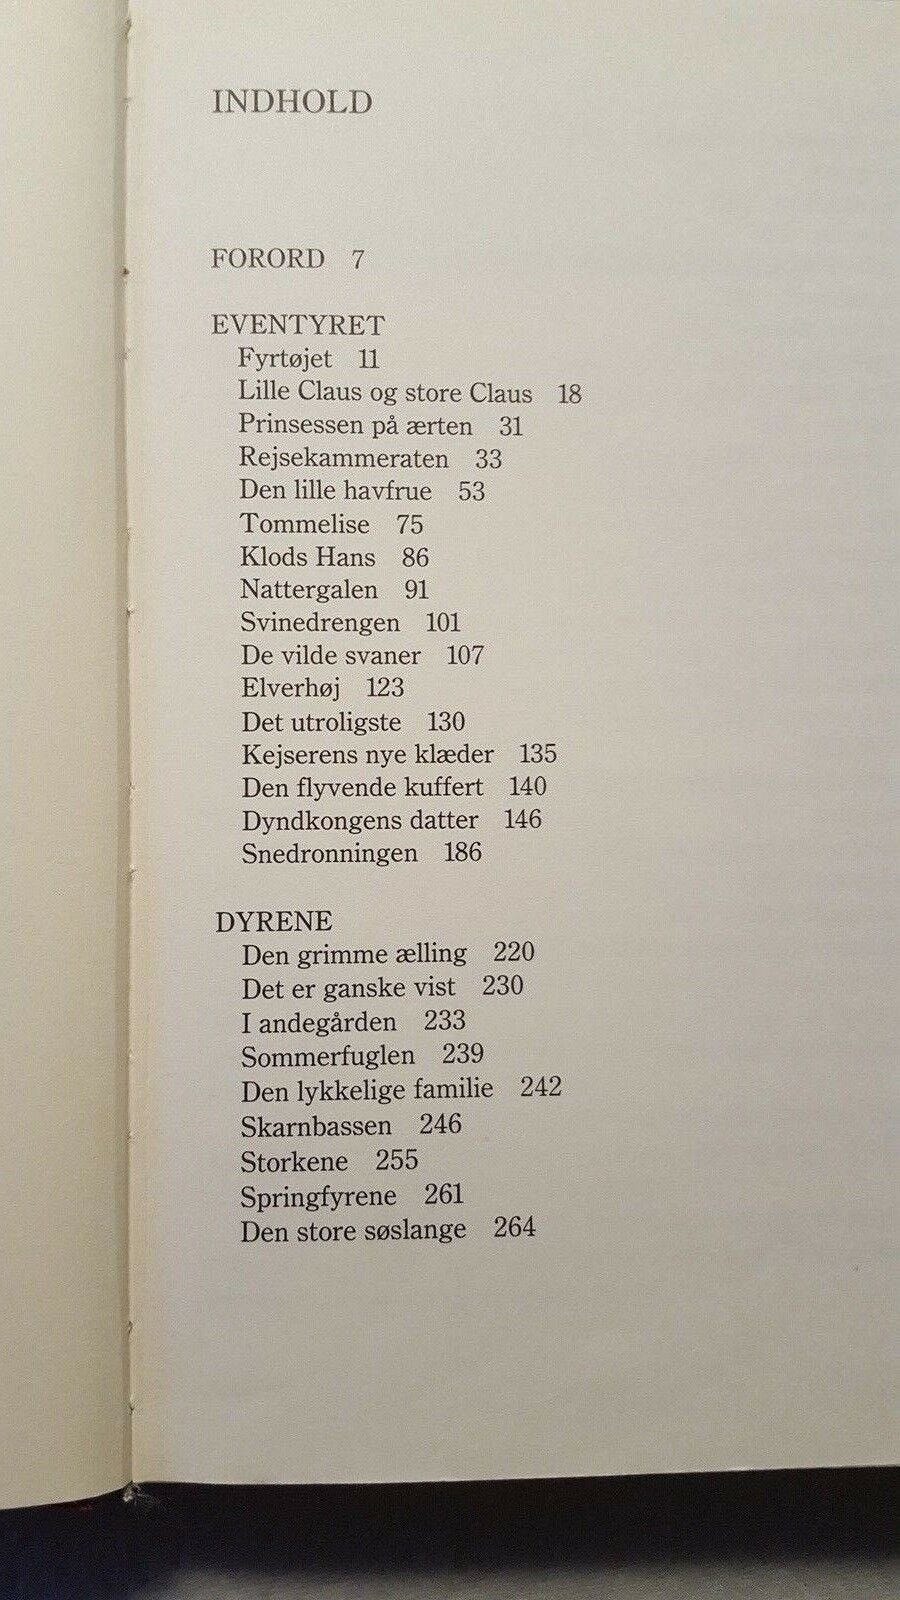 INDHOLD
FORORD 7
EVENTYRET
Fyrtøjet 11
Lille Claus og store Claus 18
Prinsessen på ærten 31
Rejsekammeraten 33
Den lille havfrue 53
Tommelise 75
Klods Hans 86
Nattergalen 91
Svinedrengen 101
De vilde svaner 107
Elverhøj 123
Det utroligste 130
Kejserens nye klæder 135
Den flyvende kuffert 140
Dyndkongens datter 146
Snedronningen 186
DYRENE
Den grimme ælling 220
Det er ganske vist 230
I andegården 233
Sommerfuglen 239
Den lykkelige familie 242
Skarnbassen 246
Storkene 255
Springfyrene 261
Den store søslange 264